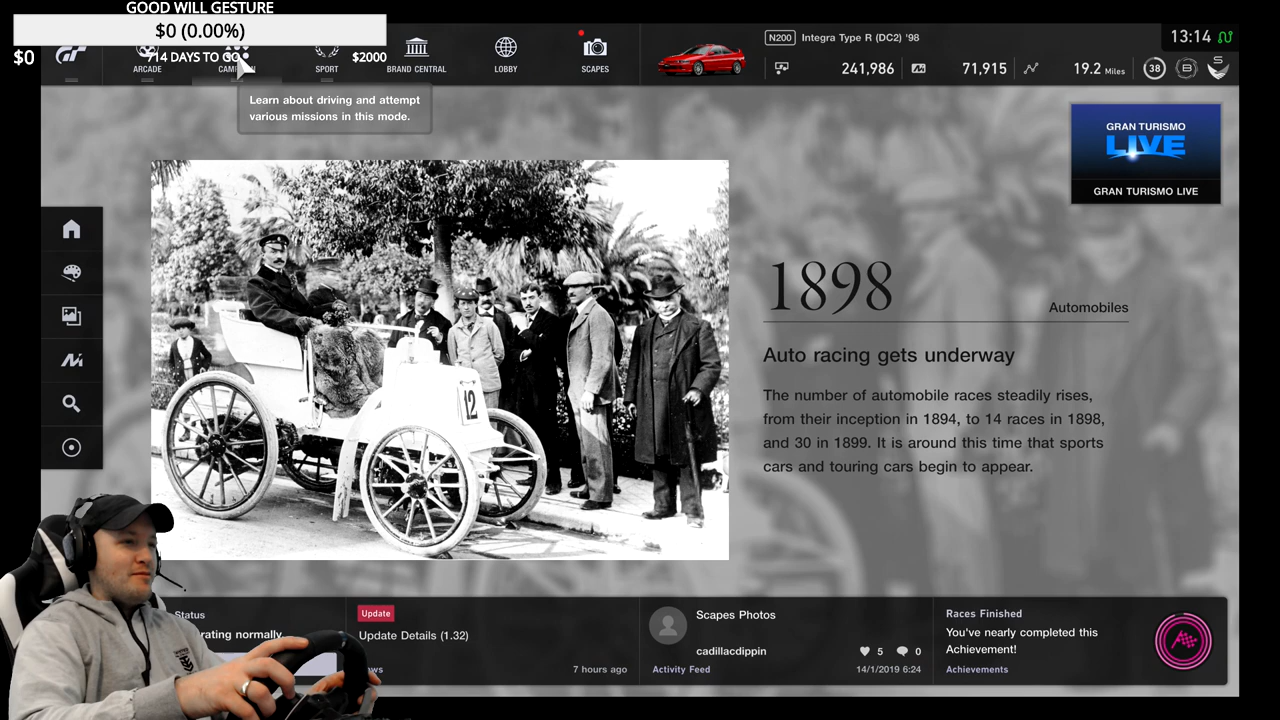 GOOD WILL GESTURE
$0 (0.00%)
$0
714 DAYS TO GO
$2000
ARCADE
SPORT
BRAND CENTRAL
LOBBY
SCAPES
N200 Integra Type R (DC2) '98
241,986
71,915
19.2 Miles
38
13:14
Learn about driving and attempt
various missions in this mode.
GRAN TURISMO
LIVE
GRAN TURISMO LIVE
12
1898
Automobiles
Auto racing gets underway
The number of automobile races steadily rises,
from their inception in 1894, to 14 races in 1898,
and 30 in 1899. It is around this time that sports
cars and touring cars begin to appear.
Status
Update
Update Details (1.32)
7 hours ago
Scapes Photos
cadillacdippin
5
0
Activity Feed
14/1/2019 6:24
Races Finished
You've nearly completed this
Achievement!
Achievements